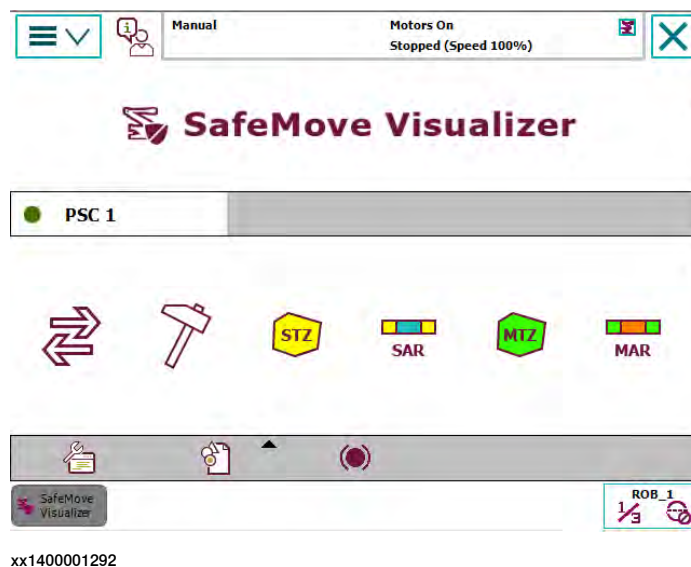 Manual
Motors On
Stopped (Speed 100%)
SafeMove Visualizer
PSC 1
STZ
SAR
MTZ
MAR
SafeMove
Visualizer
ROB_1
1/3
xx1400001292